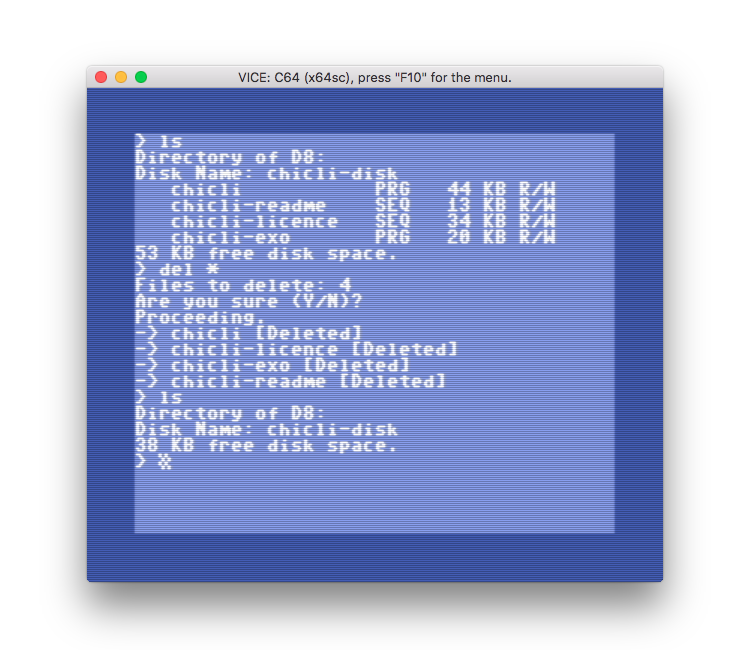 VICE: C64 (x64sc), press "F10" for the menu.
> ls
Directory of D8:
Disk Name: chicli-disk
chicli PRG 44 KB R/W
chicli-readme SEQ 13 KB R/W
chicli-licence SEQ 34 KB R/W
chicli-exo PRG 20 KB R/W
53 KB free disk space.
> del *
Files to delete: 4
Are you sure (Y/N)?
Proceeding.
-> chicli [Deleted]
-> chicli-licence [Deleted]
-> chicli-exo [Deleted]
-> chicli-readme [Deleted]
> ls
Directory of D8:
Disk Name: chicli-disk
38 KB free disk space.
>